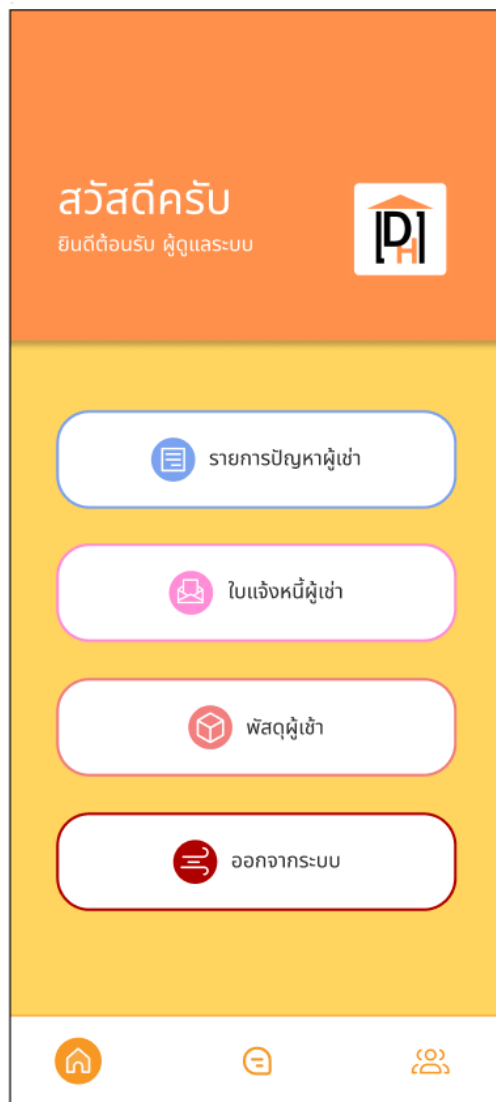 สวัสดีครับ
ยินดีต้อนรับ ผู้ดูแลระบบ
DH
รายการปัญหาผู้เช่า
ใบแจ้งหนี้ผู้เช่า
พัสดุผู้เช้า
ออกจากระบบ